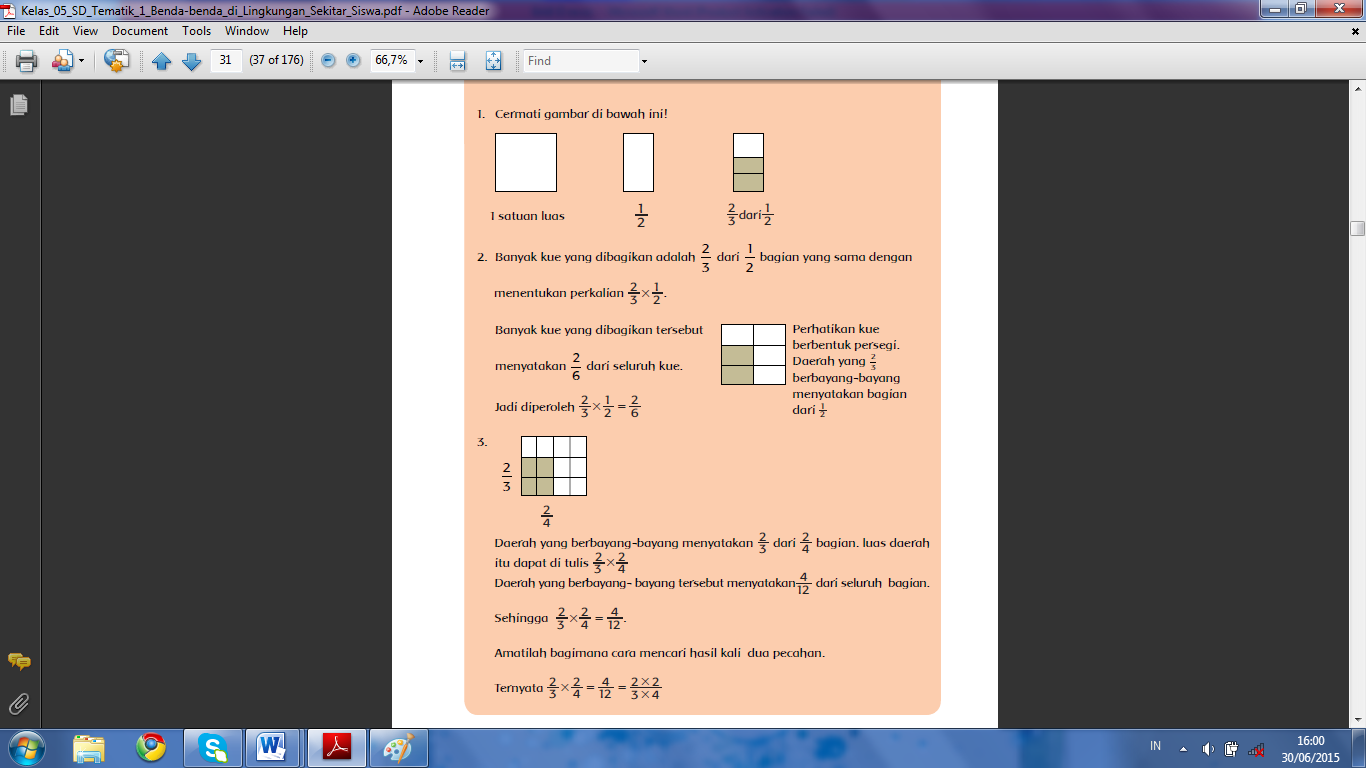 Kelas_05_SD_Tematik_1_Benda-benda_di_Lingkungan_Sekitar_Siswa.pdf - Adobe Reader
File Edit View Document Tools Window Help
31 (37 of 176) 66,7% Find
1. Cermati gambar di bawah ini!
1 satuan luas 1/2 2/3 dari 1/2
2. Banyak kue yang dibagikan adalah 2/3 dari 1/2 bagian yang sama dengan
menentukan perkalian 2/3 × 1/2.
Banyak kue yang dibagikan tersebut
menyatakan 2/6 dari seluruh kue.
Jadi diperoleh 2/3 × 1/2 = 2/6
Perhatikan kue
berbentuk persegi.
Daerah yang 2/3
berbayang-bayang
menyatakan bagian
dari 1/2
3.
2/3
2/4
Daerah yang berbayang-bayang menyatakan 2/3 dari 2/4 bagian. luas daerah
itu dapat di tulis 2/3 × 2/4
Daerah yang berbayang- bayang tersebut menyatakan 4/12 dari seluruh bagian.
Sehingga 2/3 × 2/4 = 4/12.
Amatilah bagimana cara mencari hasil kali dua pecahan.
Ternyata 2/3 × 2/4 = 4/12 = 2 × 2/3 × 4
IN
16:00
30/06/2015